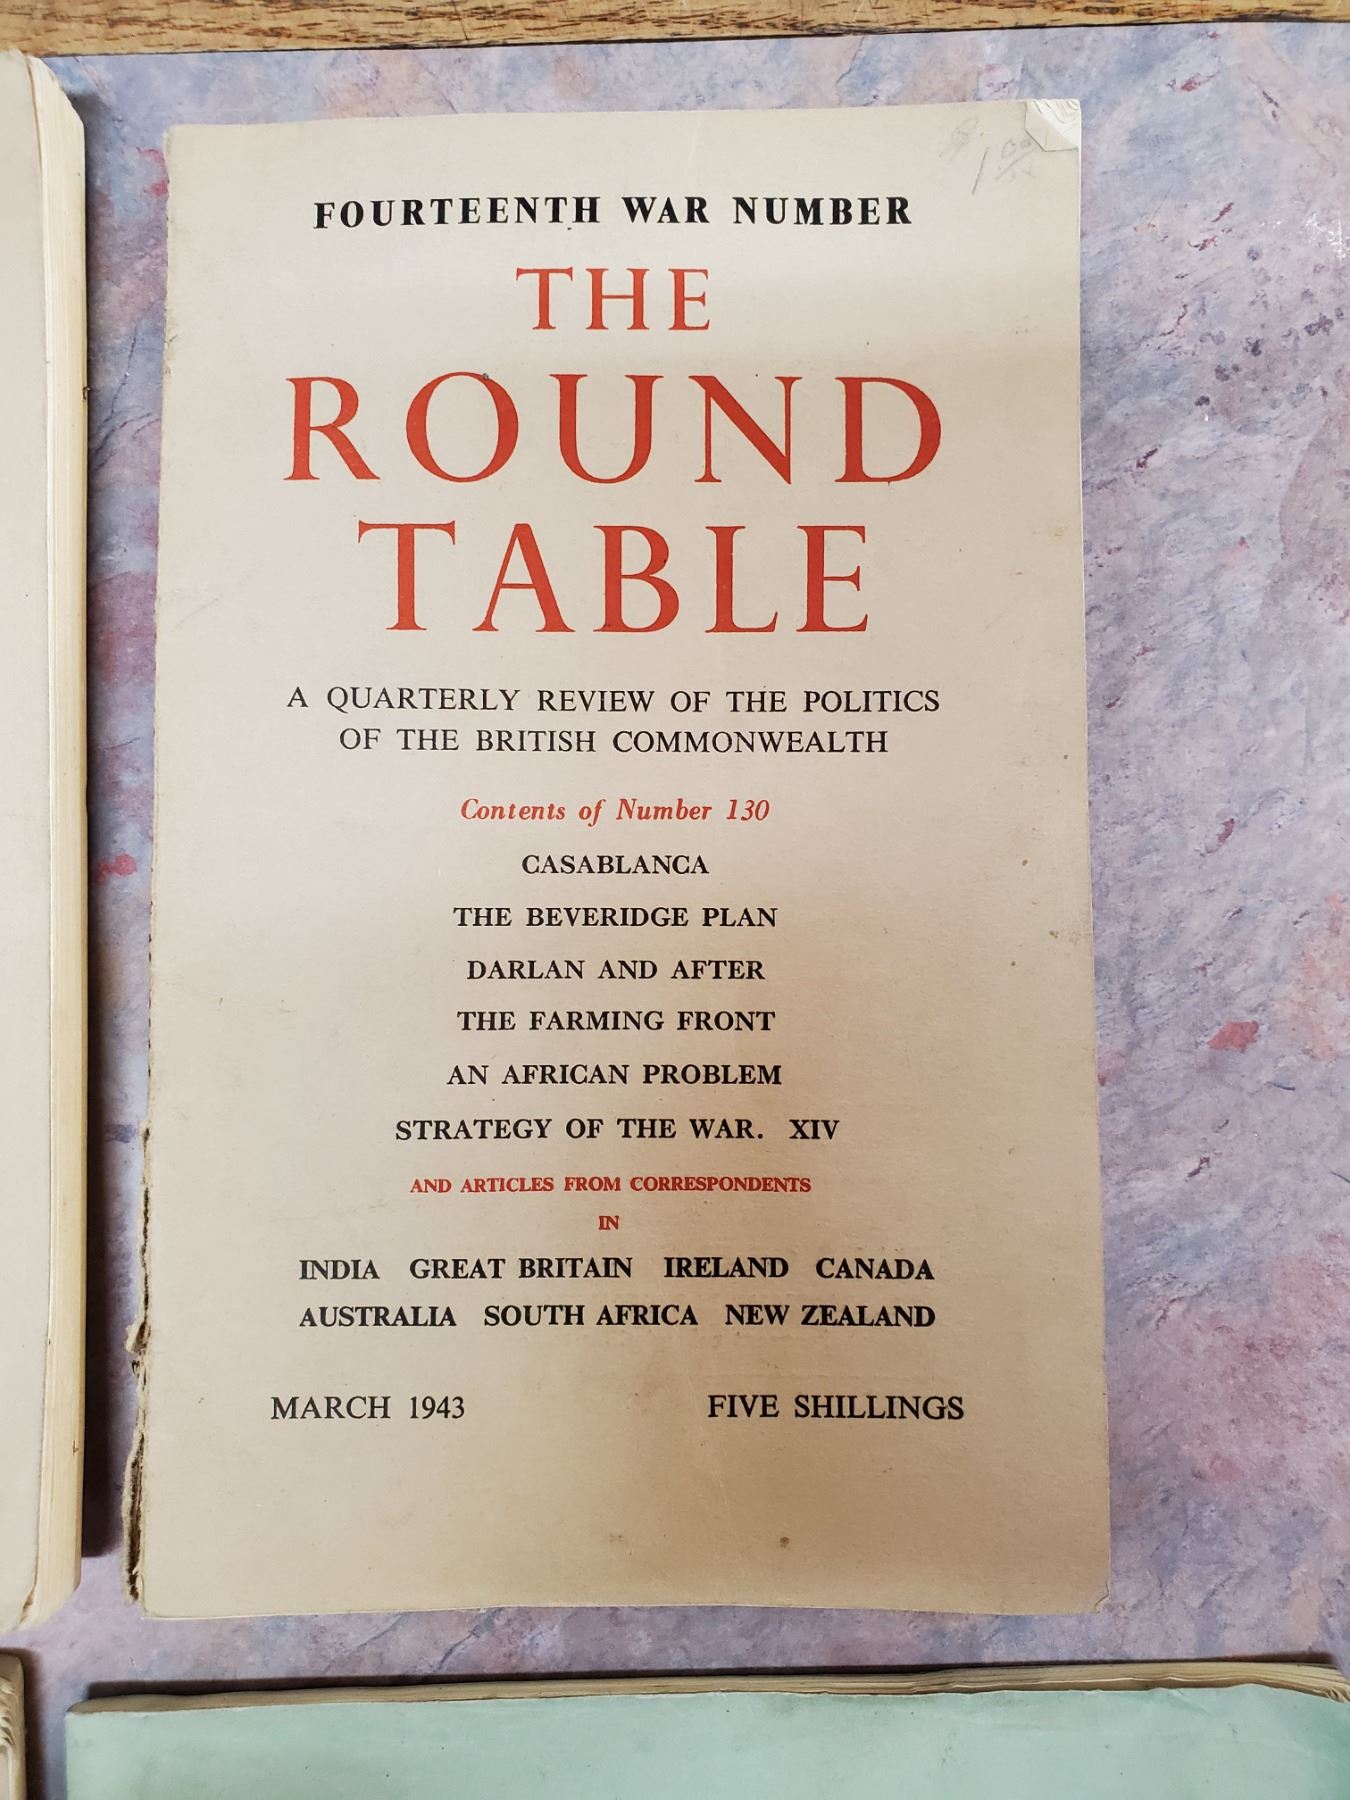 FOURTEENTH WAR NUMBER
THE
ROUND
TABLE
A QUARTERLY REVIEW OF THE POLITICS
OF THE BRITISH COMMONWEALTH
Contents of Number 130
CASABLANCA
THE BEVERIDGE PLAN
DARLAN AND AFTER
THE FARMING FRONT
AN AFRICAN PROBLEM
STRATEGY OF THE WAR. XIV
AND ARTICLES FROM CORRESPONDENTS
IN
INDIA GREAT BRITAIN IRELAND CANADA
AUSTRALIA SOUTH AFRICA NEW ZEALAND
MARCH 1943 FIVE SHILLINGS